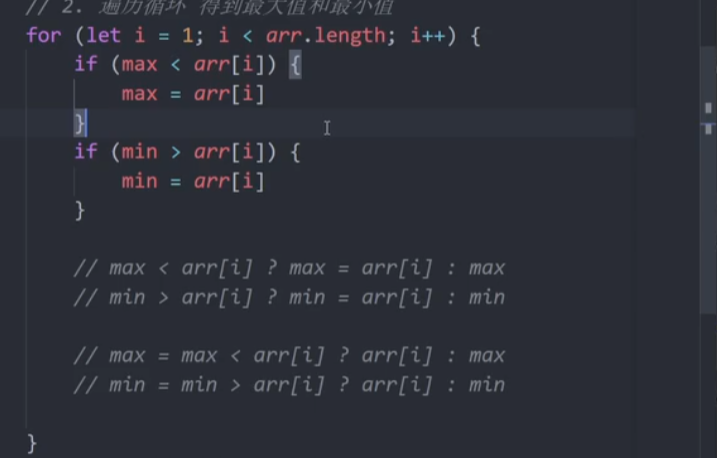 // 2. 遍历循环 得到最大值和最小值
for (let i = 1; i < arr.length; i++) {
    if (max < arr[i]) {
        max = arr[i]
    }
    if (min > arr[i]) {
        min = arr[i]
    }

    // max < arr[i] ? max = arr[i] : max
    // min > arr[i] ? min = arr[i] : min

    // max = max < arr[i] ? arr[i] : max
    // min = min > arr[i] ? arr[i] : min

}